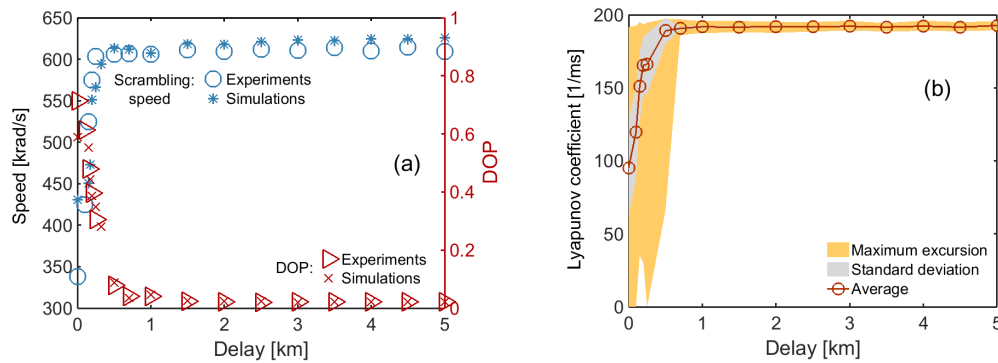 650
600
550
500
450
400
350
300
Speed [krad/s]
Scrambling: speed
Experiments
Simulations
(a)
DOP:
Experiments
Simulations
1
0.8
0.6
0.4
0.2
0
DOP
0 1 2 3 4 5
Delay [km]
200
150
100
50
0
Lyapunov coefficient [1/ms]
(b)
Maximum excursion
Standard deviation
Average
0 1 2 3 4 5
Delay [km]